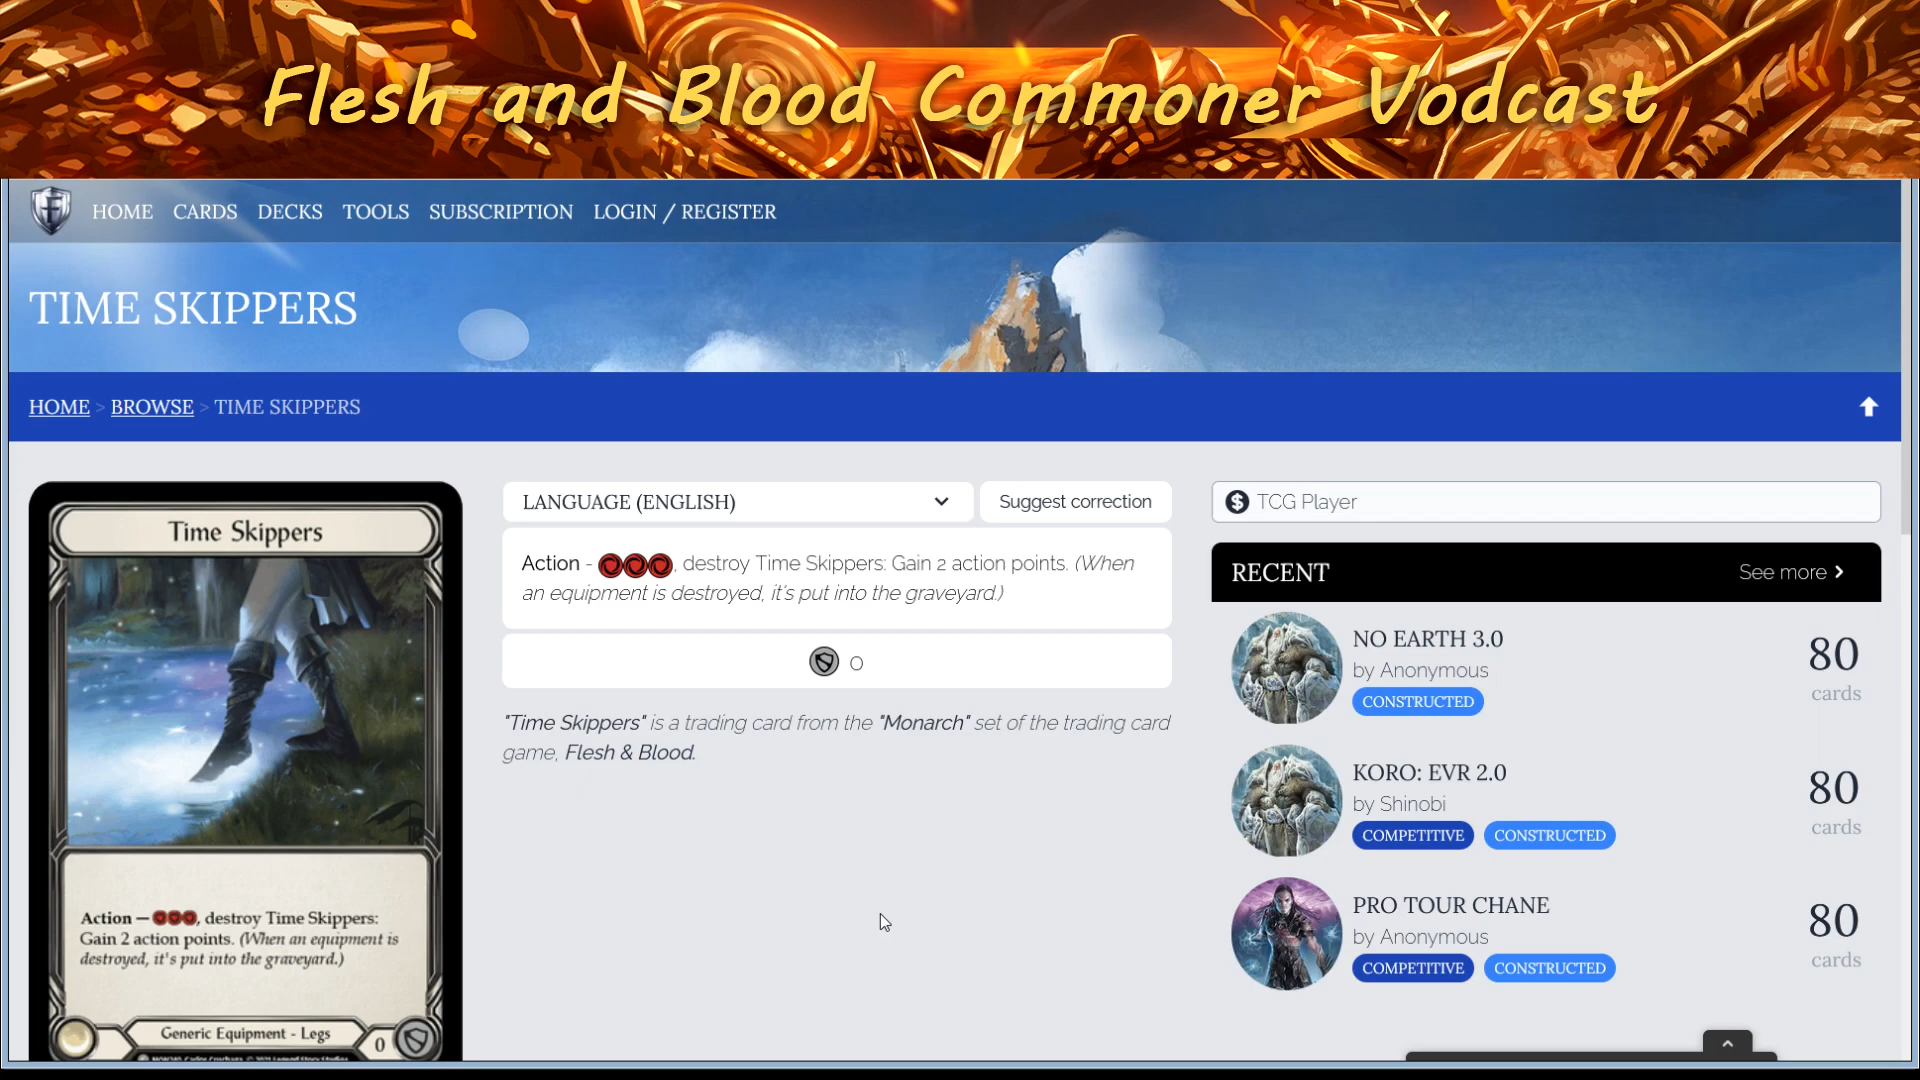 Flesh and Blood Commoner Vodcast
HOME CARDS DECKS TOOLS SUBSCRIPTION LOGIN / REGISTER
TIME SKIPPERS
HOME > BROWSE > TIME SKIPPERS
Time Skippers
Action — , destroy Time Skippers:
Gain 2 action points. (When an equipment is
destroyed, it's put into the graveyard.)
Generic Equipment - Legs
0
LANGUAGE (ENGLISH)
Suggest correction
Action - , destroy Time Skippers: Gain 2 action points. (When
an equipment is destroyed, it's put into the graveyard.)
0
"Time Skippers" is a trading card from the "Monarch" set of the trading card
game, Flesh & Blood.
$ TCG Player
RECENT
See more
NO EARTH 3.0
by Anonymous
CONSTRUCTED
80
cards
KORO: EVR 2.0
by Shinobi
COMPETITIVE CONSTRUCTED
80
cards
PRO TOUR CHANE
by Anonymous
COMPETITIVE CONSTRUCTED
80
cards